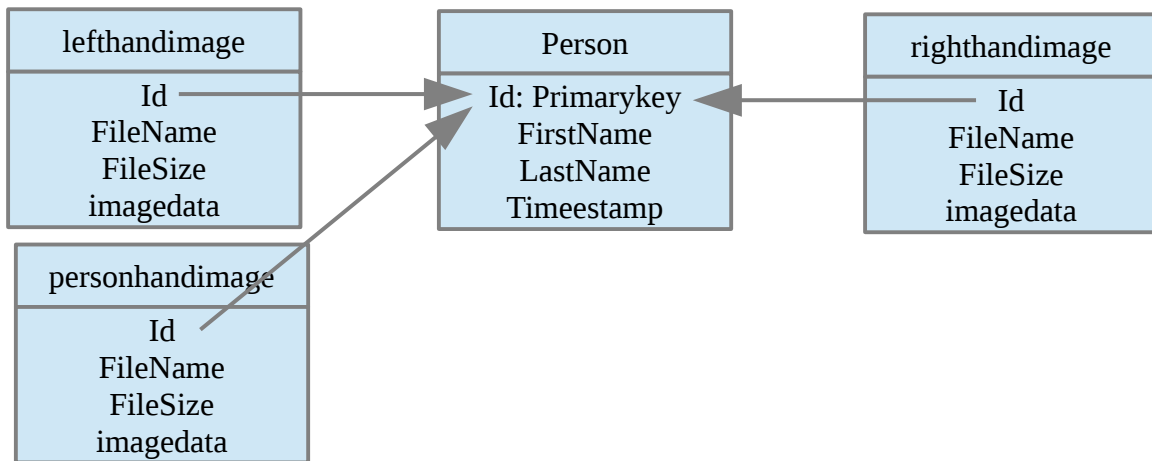 lefthandimage
Id
FileName
FileSize
imagedata
Person
Id: Primarykey
FirstName
LastName
Timeestamp
righthandimage
Id
FileName
FileSize
imagedata
personhandimage
Id
FileName
FileSize
imagedata